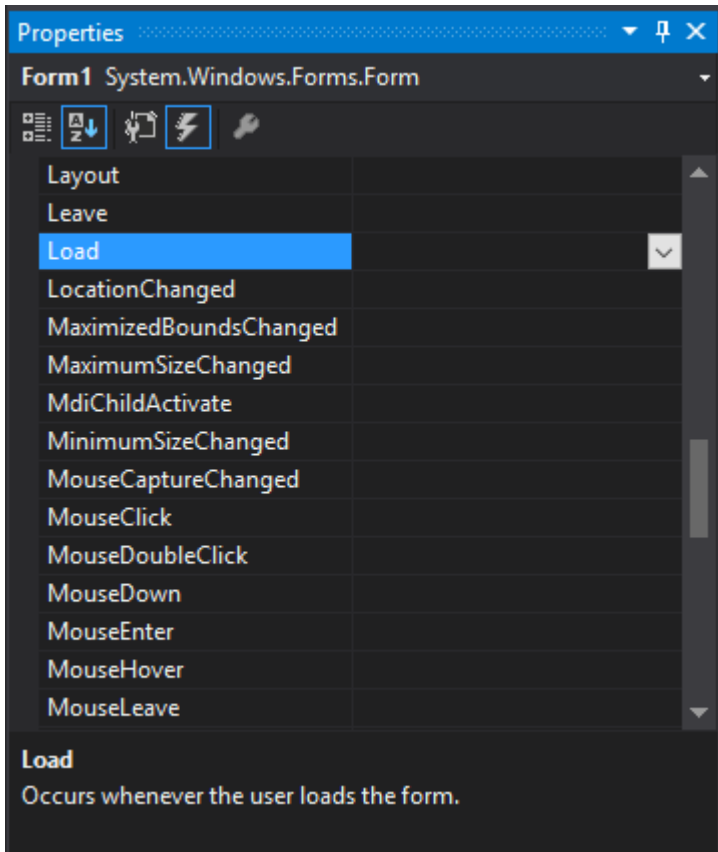 Properties
Form1 System.Windows.Forms.Form
Layout
Leave
Load
LocationChanged
MaximizedBoundsChanged
MaximumSizeChanged
MdiChildActivate
MinimumSizeChanged
MouseCaptureChanged
MouseClick
MouseDoubleClick
MouseDown
MouseEnter
MouseHover
MouseLeave
Load
Occurs whenever the user loads the form.